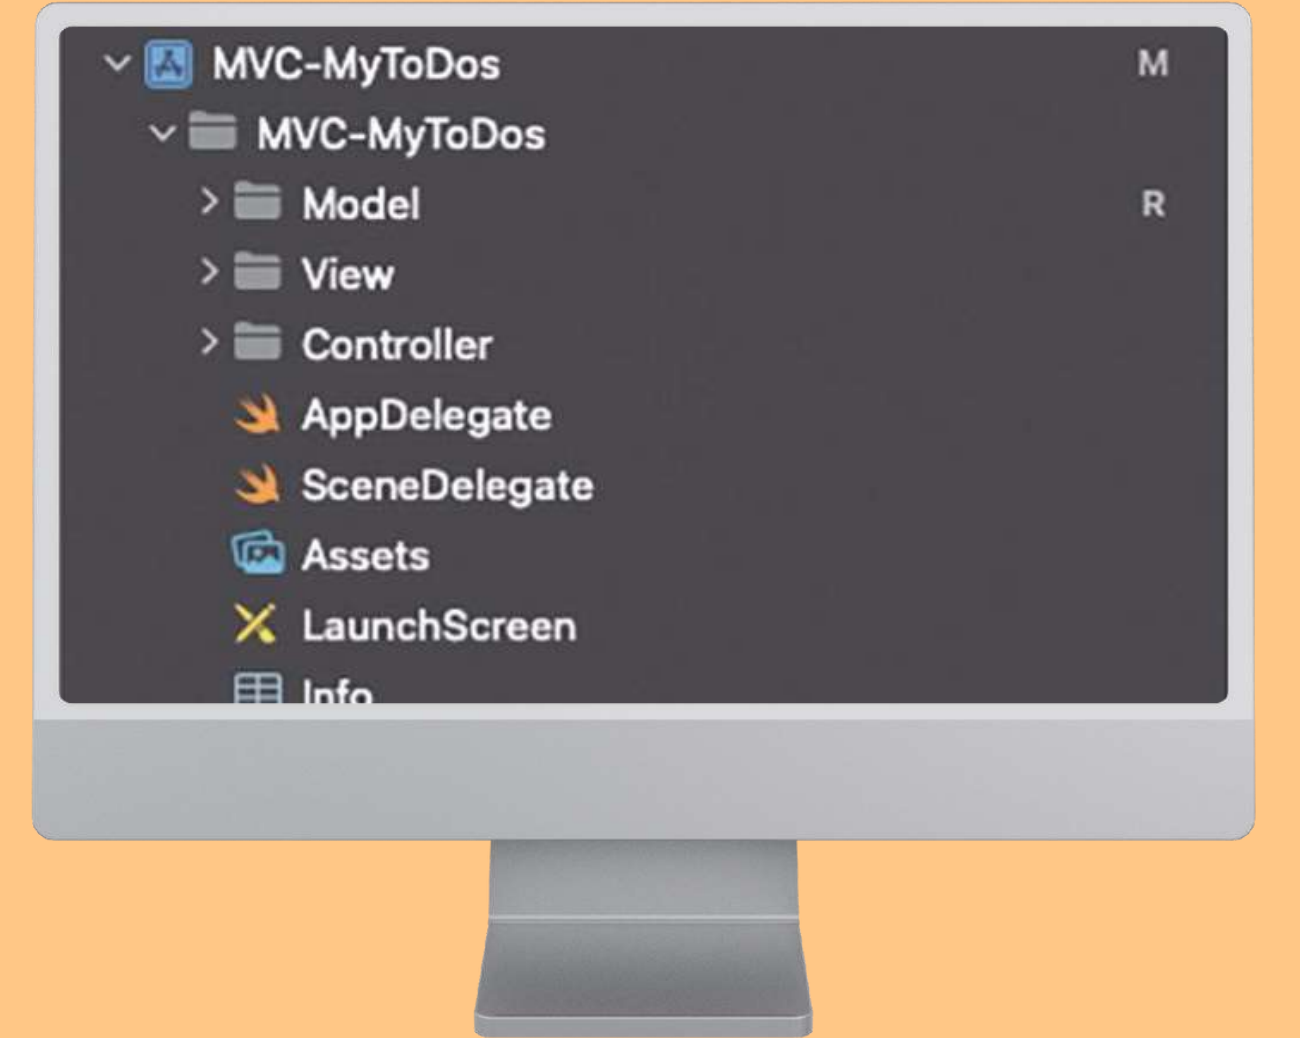 MVC-MyToDos M
MVC-MyToDos
Model R
View
Controller
AppDelegate
SceneDelegate
Assets
LaunchScreen
Info